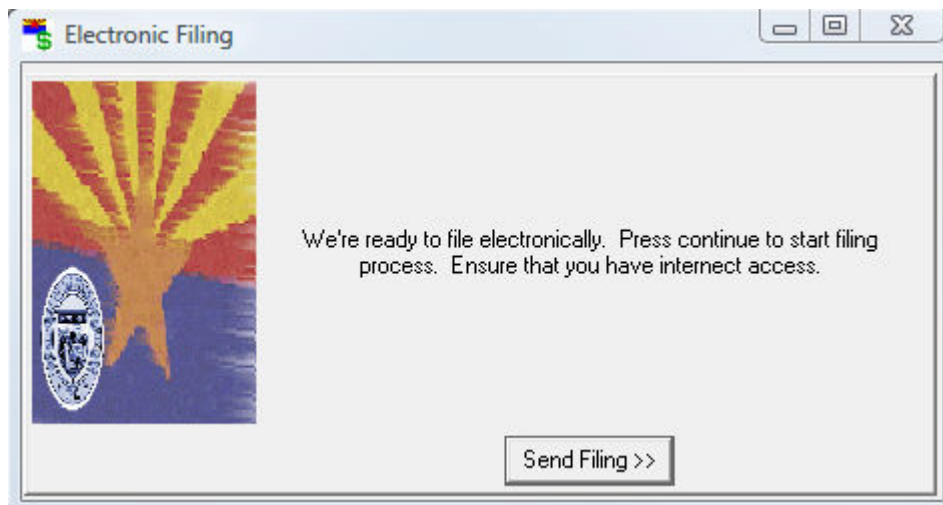 Electronic Filing
We're ready to file electronically.  Press continue to start filing
process.  Ensure that you have internect access.
Send Filing >>